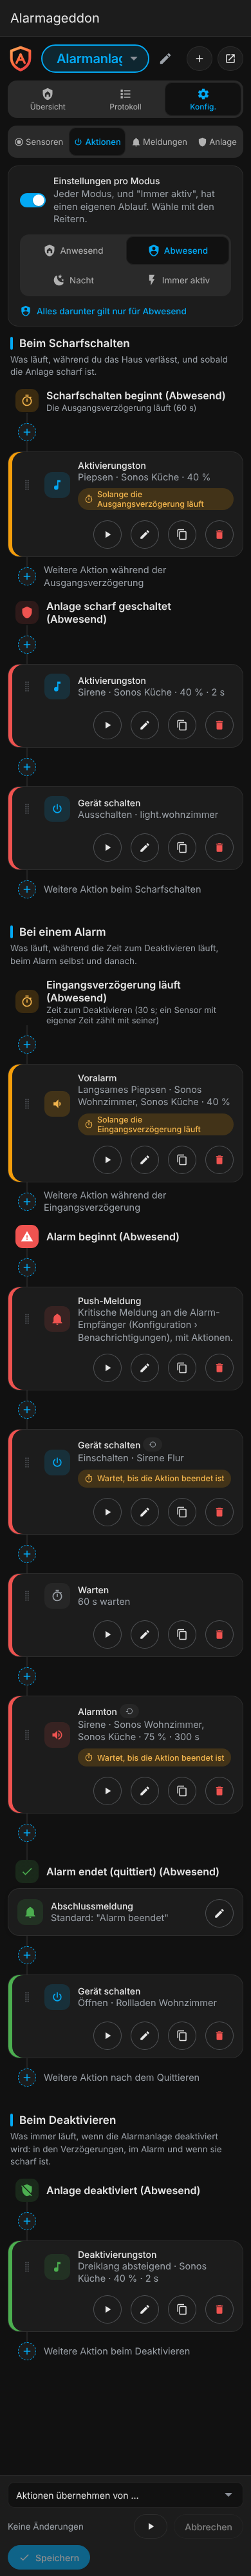 Alarmageddon
Alarmanlag
Übersicht
Protokoll
Konfig.
Sensoren
Aktionen
Meldungen
Anlage
Einstellungen pro Modus
Jeder Modus, und "Immer aktiv", hat
einen eigenen Ablauf. Wähle mit den
Reitern.
Anwesend
Abwesend
Nacht
Immer aktiv
Alles darunter gilt nur für Abwesend
Beim Scharfschalten
Was läuft, während du das Haus verlässt, und sobald
die Anlage scharf ist.
Scharfschalten beginnt (Abwesend)
Die Ausgangsverzögerung läuft (60 s)
Aktivierungston
Piepsen · Sonos Küche · 40 %
Solange die
Ausgangsverzögerung läuft
Weitere Aktion während der
Ausgangsverzögerung
Anlage scharf geschaltet
(Abwesend)
Aktivierungston
Sirene · Sonos Küche · 40 % · 2 s
Gerät schalten
Ausschalten · light.wohnzimmer
Weitere Aktion beim Scharfschalten
Bei einem Alarm
Was läuft, während die Zeit zum Deaktivieren läuft,
beim Alarm selbst und danach.
Eingangsverzögerung läuft
(Abwesend)
Zeit zum Deaktivieren (30 s; ein Sensor mit
eigener Zeit zählt mit seiner)
Voralarm
Langsames Piepsen · Sonos
Wohnzimmer, Sonos Küche · 40 %
Solange die
Eingangsverzögerung läuft
Weitere Aktion während der
Eingangsverzögerung
Alarm beginnt (Abwesend)
Push-Meldung
Kritische Meldung an die Alarm-
Empfänger (Konfiguration ›
Benachrichtigungen), mit Aktionen.
Gerät schalten
Einschalten · Sirene Flur
Wartet, bis die Aktion beendet ist
Warten
60 s warten
Alarmton
Sirene · Sonos Wohnzimmer,
Sonos Küche · 75 % · 300 s
Wartet, bis die Aktion beendet ist
Alarm endet (quittiert) (Abwesend)
Abschlussmeldung
Standard: "Alarm beendet"
Gerät schalten
Öffnen · Rollladen Wohnzimmer
Weitere Aktion nach dem Quittieren
Beim Deaktivieren
Was immer läuft, wenn die Alarmanlage deaktiviert
wird: in den Verzögerungen, im Alarm und wenn sie
scharf ist.
Anlage deaktiviert (Abwesend)
Deaktivierungston
Dreiklang absteigend · Sonos
Küche · 40 % · 2 s
Weitere Aktion beim Deaktivieren
Aktionen übernehmen von ...
Keine Änderungen
Abbrechen
Speichern